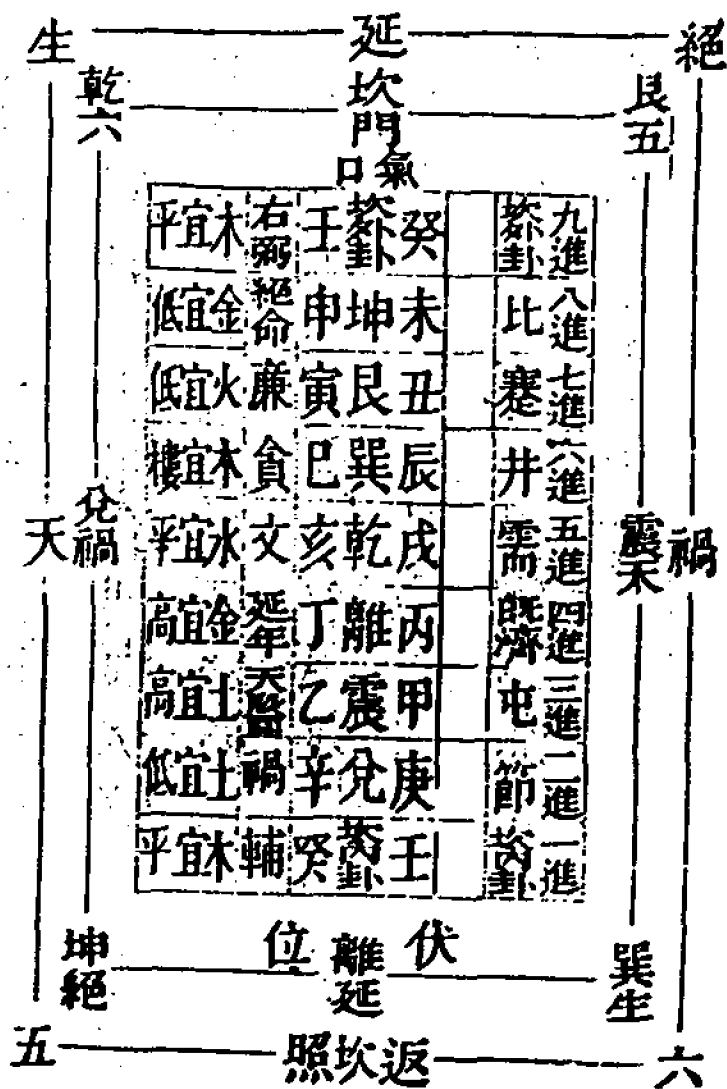 生 延 絕
乾六 坎門 艮五
口氣
九進 坎卦 癸坎卦壬 右弼 木宜平
八進 比 未坤申 絕命 金宜低
七進 蹇 丑艮寅 廉 火宜低
六進 井 辰巽巳 貪 木宜樓
五進 需 戌乾亥 文 水宜平
四進 既濟 丙離丁 延年 金宜高
三進 屯 甲震乙 天醫 土宜高
二進 節 庚兌辛 禍 土宜低
一進 坎卦 壬坎卦癸 輔 木宜平
天 兌禍 震天 禍
伏位
坤絕 離延 巽生
五 返坎照 六